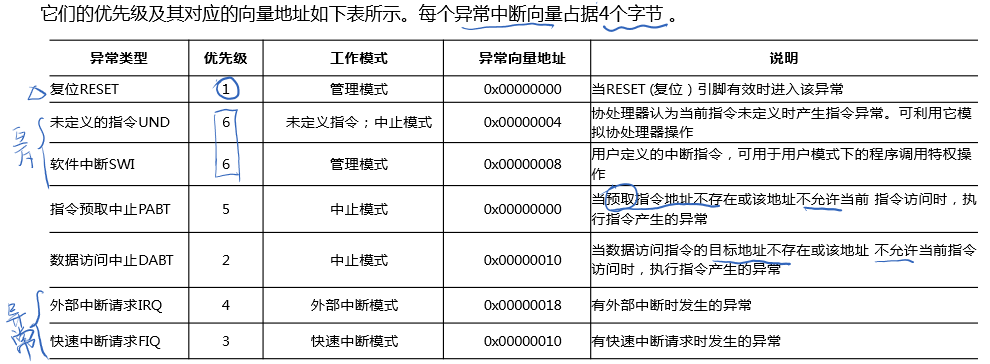 它们的优先级及其对应的向量地址如下表所示。每个异常中断向量占据4个字节 。
异常类型 优先级 工作模式 异常向量地址 说明
复位RESET 1 管理模式 0x00000000 当RESET (复位 ) 引脚有效时进入该异常
未定义的指令UND 6 未定义指令；中止模式 0x00000004 协处理器认为当前指令未定义时产生指令异常。可利用它模
拟协处理器操作
软件中断SWI 6 管理模式 0x00000008 用户定义的中断指令，可用于用户模式下的程序调用特权操
作
指令预取中止PABT 5 中止模式 0x00000000 当预取指令地址不存在或该地址不允许当前 指令访问时，执
行指令产生的异常
数据访问中止DABT 2 中止模式 0x00000010 当数据访问指令的目标地址不存在或该地址 不允许当前指令
访问时，执行指令产生的异常
外部中断请求IRQ 4 外部中断模式 0x00000018 有外部中断时发生的异常
快速中断请求FIQ 3 快速中断模式 0x00000010 有快速中断请求时发生的异常
异常